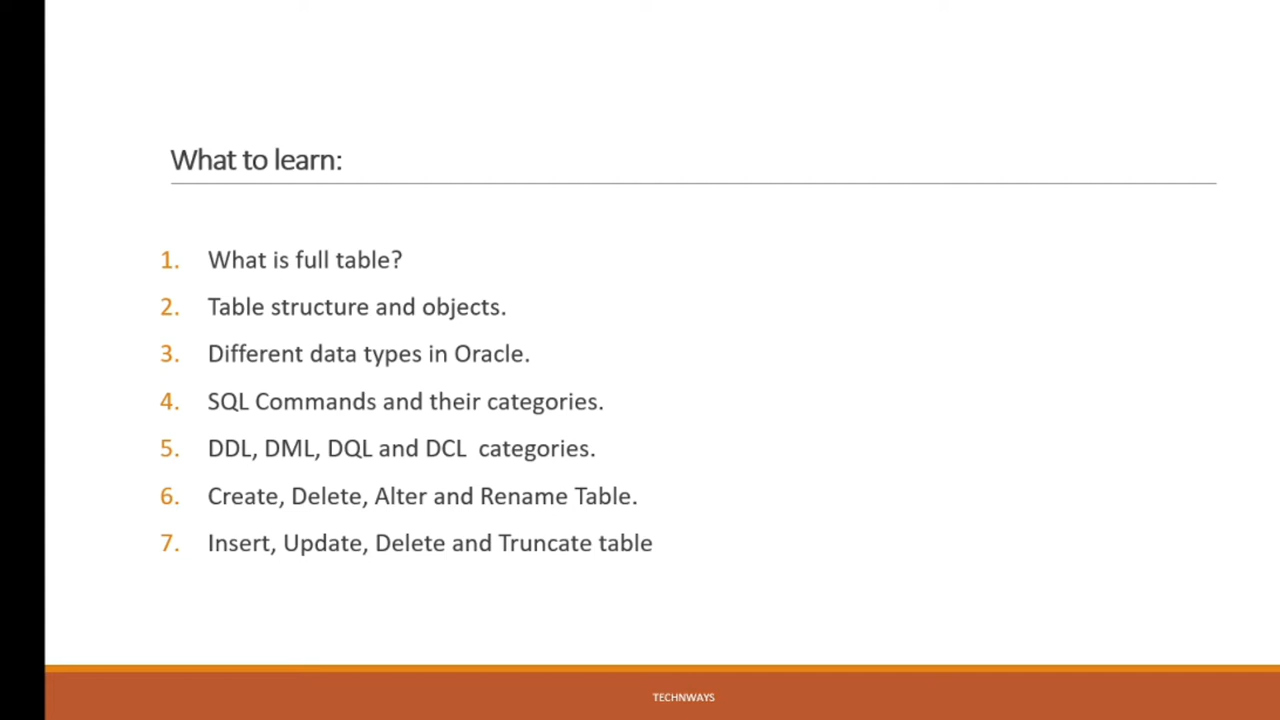 What to learn:
1. What is full table?
2. Table structure and objects.
3. Different data types in Oracle.
4. SQL Commands and their categories.
5. DDL, DML, DQL and DCL  categories.
6. Create, Delete, Alter and Rename Table.
7. Insert, Update, Delete and Truncate table
TECHNWAYS